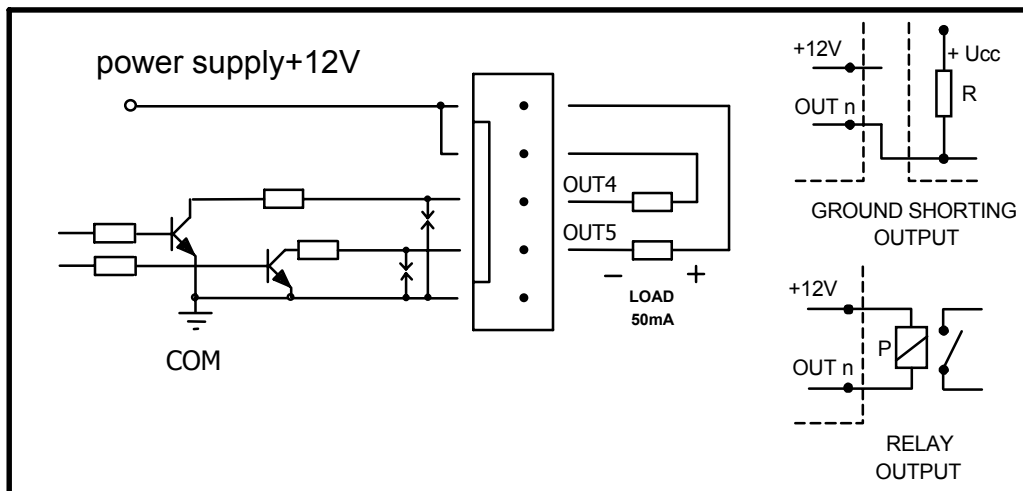 power supply+12V
COM
OUT4
OUT5
– +
LOAD
50mA
+12V
+ Ucc
R
OUT n
GROUND SHORTING
OUTPUT
+12V
P
OUT n
RELAY
OUTPUT